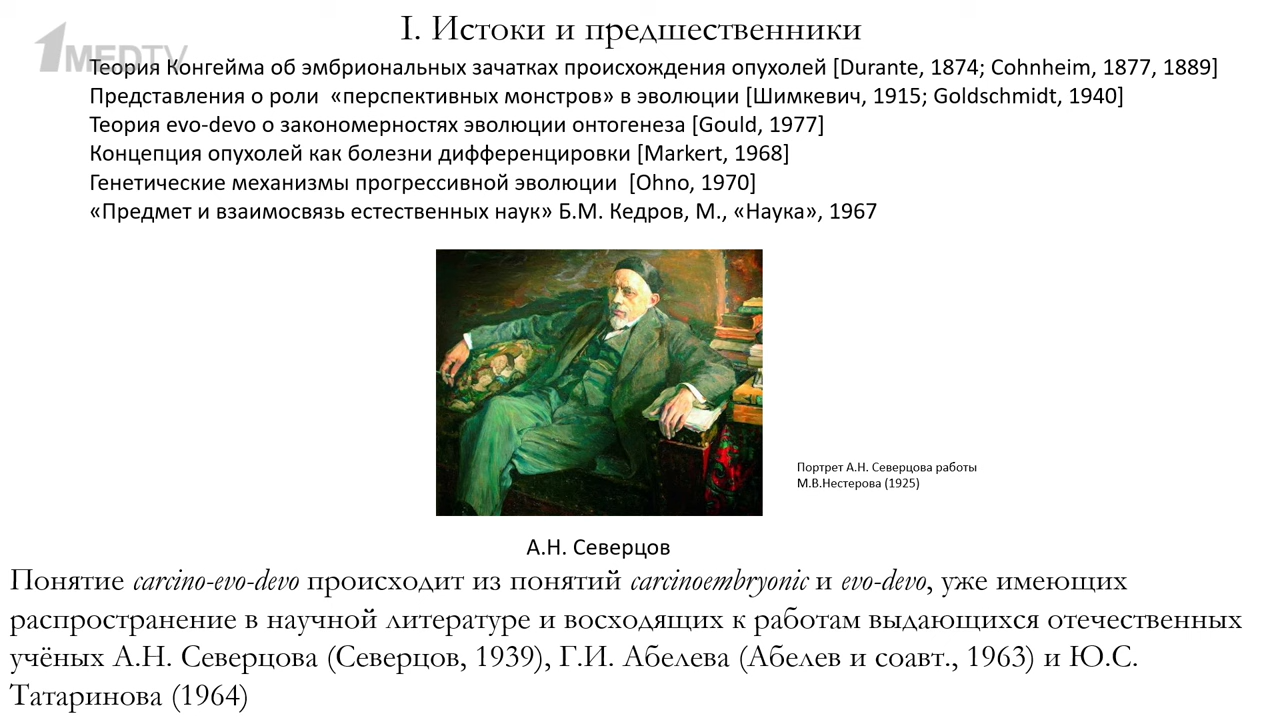 I. Истоки и предшественники
1MEDTV
Теория Конгейма об эмбриональных зачатках происхождения опухолей [Durante, 1874; Cohnheim, 1877, 1889]
Представления о роли «перспективных монстров» в эволюции [Шимкевич, 1915; Goldschmidt, 1940]
Теория evo-devo о закономерностях эволюции онтогенеза [Gould, 1977]
Концепция опухолей как болезни дифференцировки [Markert, 1968]
Генетические механизмы прогрессивной эволюции [Ohno, 1970]
«Предмет и взаимосвязь естественных наук» Б.М. Кедров, М., «Наука», 1967
Портрет А.Н. Северцова работы
М.В.Нестерова (1925)
А.Н. Северцов
Понятие carcino-evo-devo происходит из понятий carcinoembryonic и evo-devo, уже имеющих
распространение в научной литературе и восходящих к работам выдающихся отечественных
учёных А.Н. Северцова (Северцов, 1939), Г.И. Абелева (Абелев и соавт., 1963) и Ю.С.
Татаринова (1964)